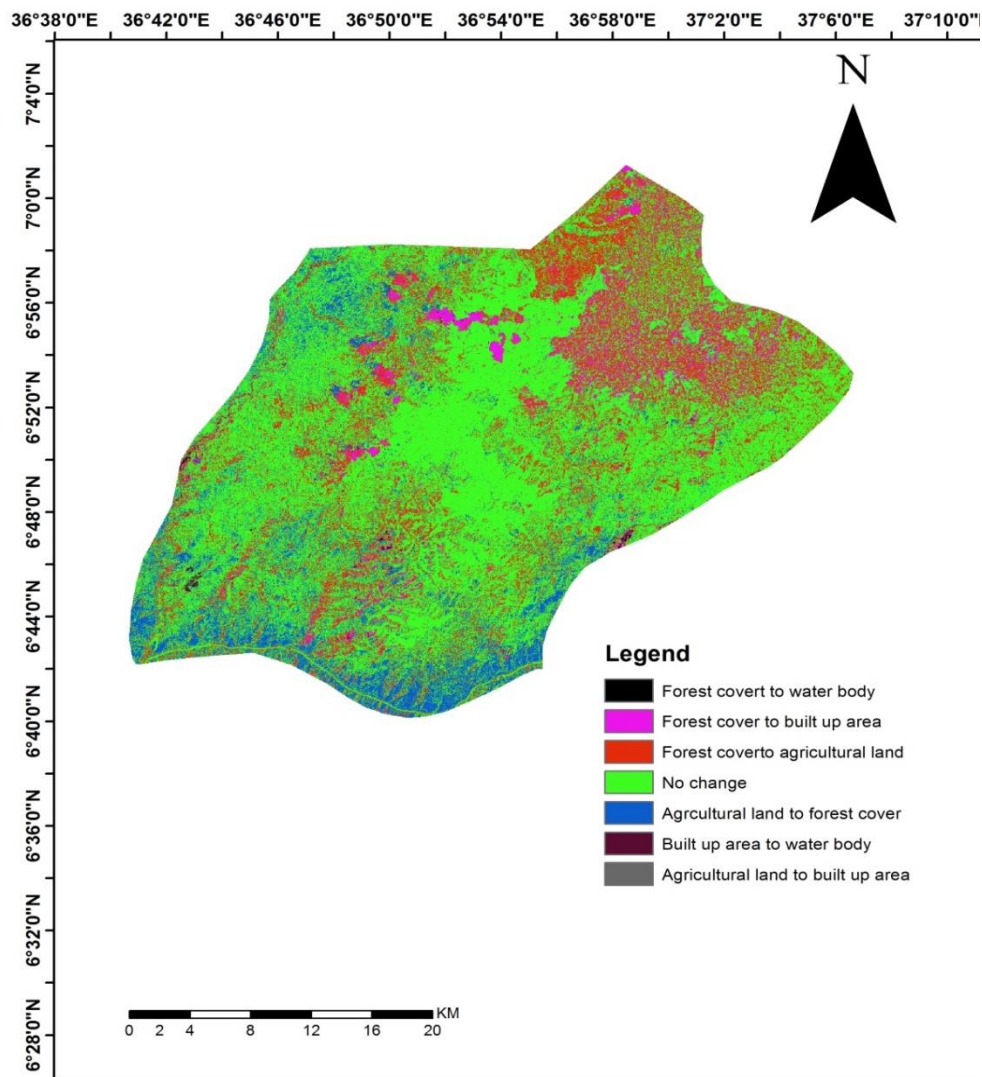 36°38'0"E 36°42'0"E 36°46'0"E 36°50'0"E 36°54'0"E 36°58'0"E 37°2'0"E 37°6'0"E 37°10'0"E
7°4'0"N
7°0'0"N
6°56'0"N
6°52'0"N
6°48'0"N
6°44'0"N
6°40'0"N
6°36'0"N
6°32'0"N
6°28'0"N
N
Legend
Forest covert to water body
Forest cover to built up area
Forest coverto agricultural land
No change
Agrcultural land to forest cover
Built up area to water body
Agricultural land to built up area
KM
0 2 4 8 12 16 20